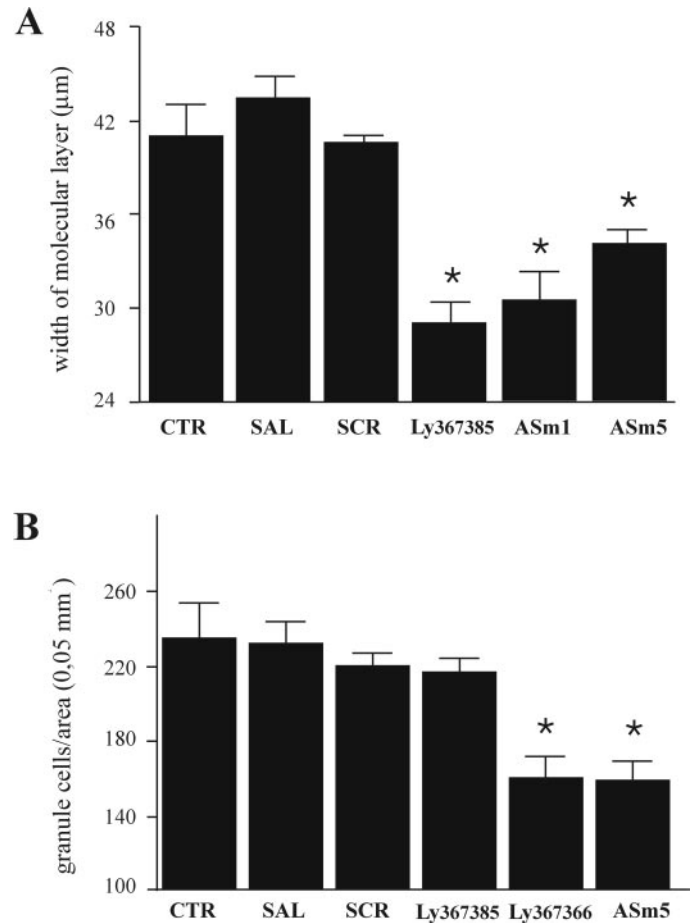 A
width of molecular layer (µm)
48
42
36
30
24
*
*
*
CTR SAL SCR Ly367385 ASm1 ASm5
B
granule cells/area (0,05 mm
260
220
180
140
100
*
*
CTR SAL SCR Ly367385 Ly367366 ASm5